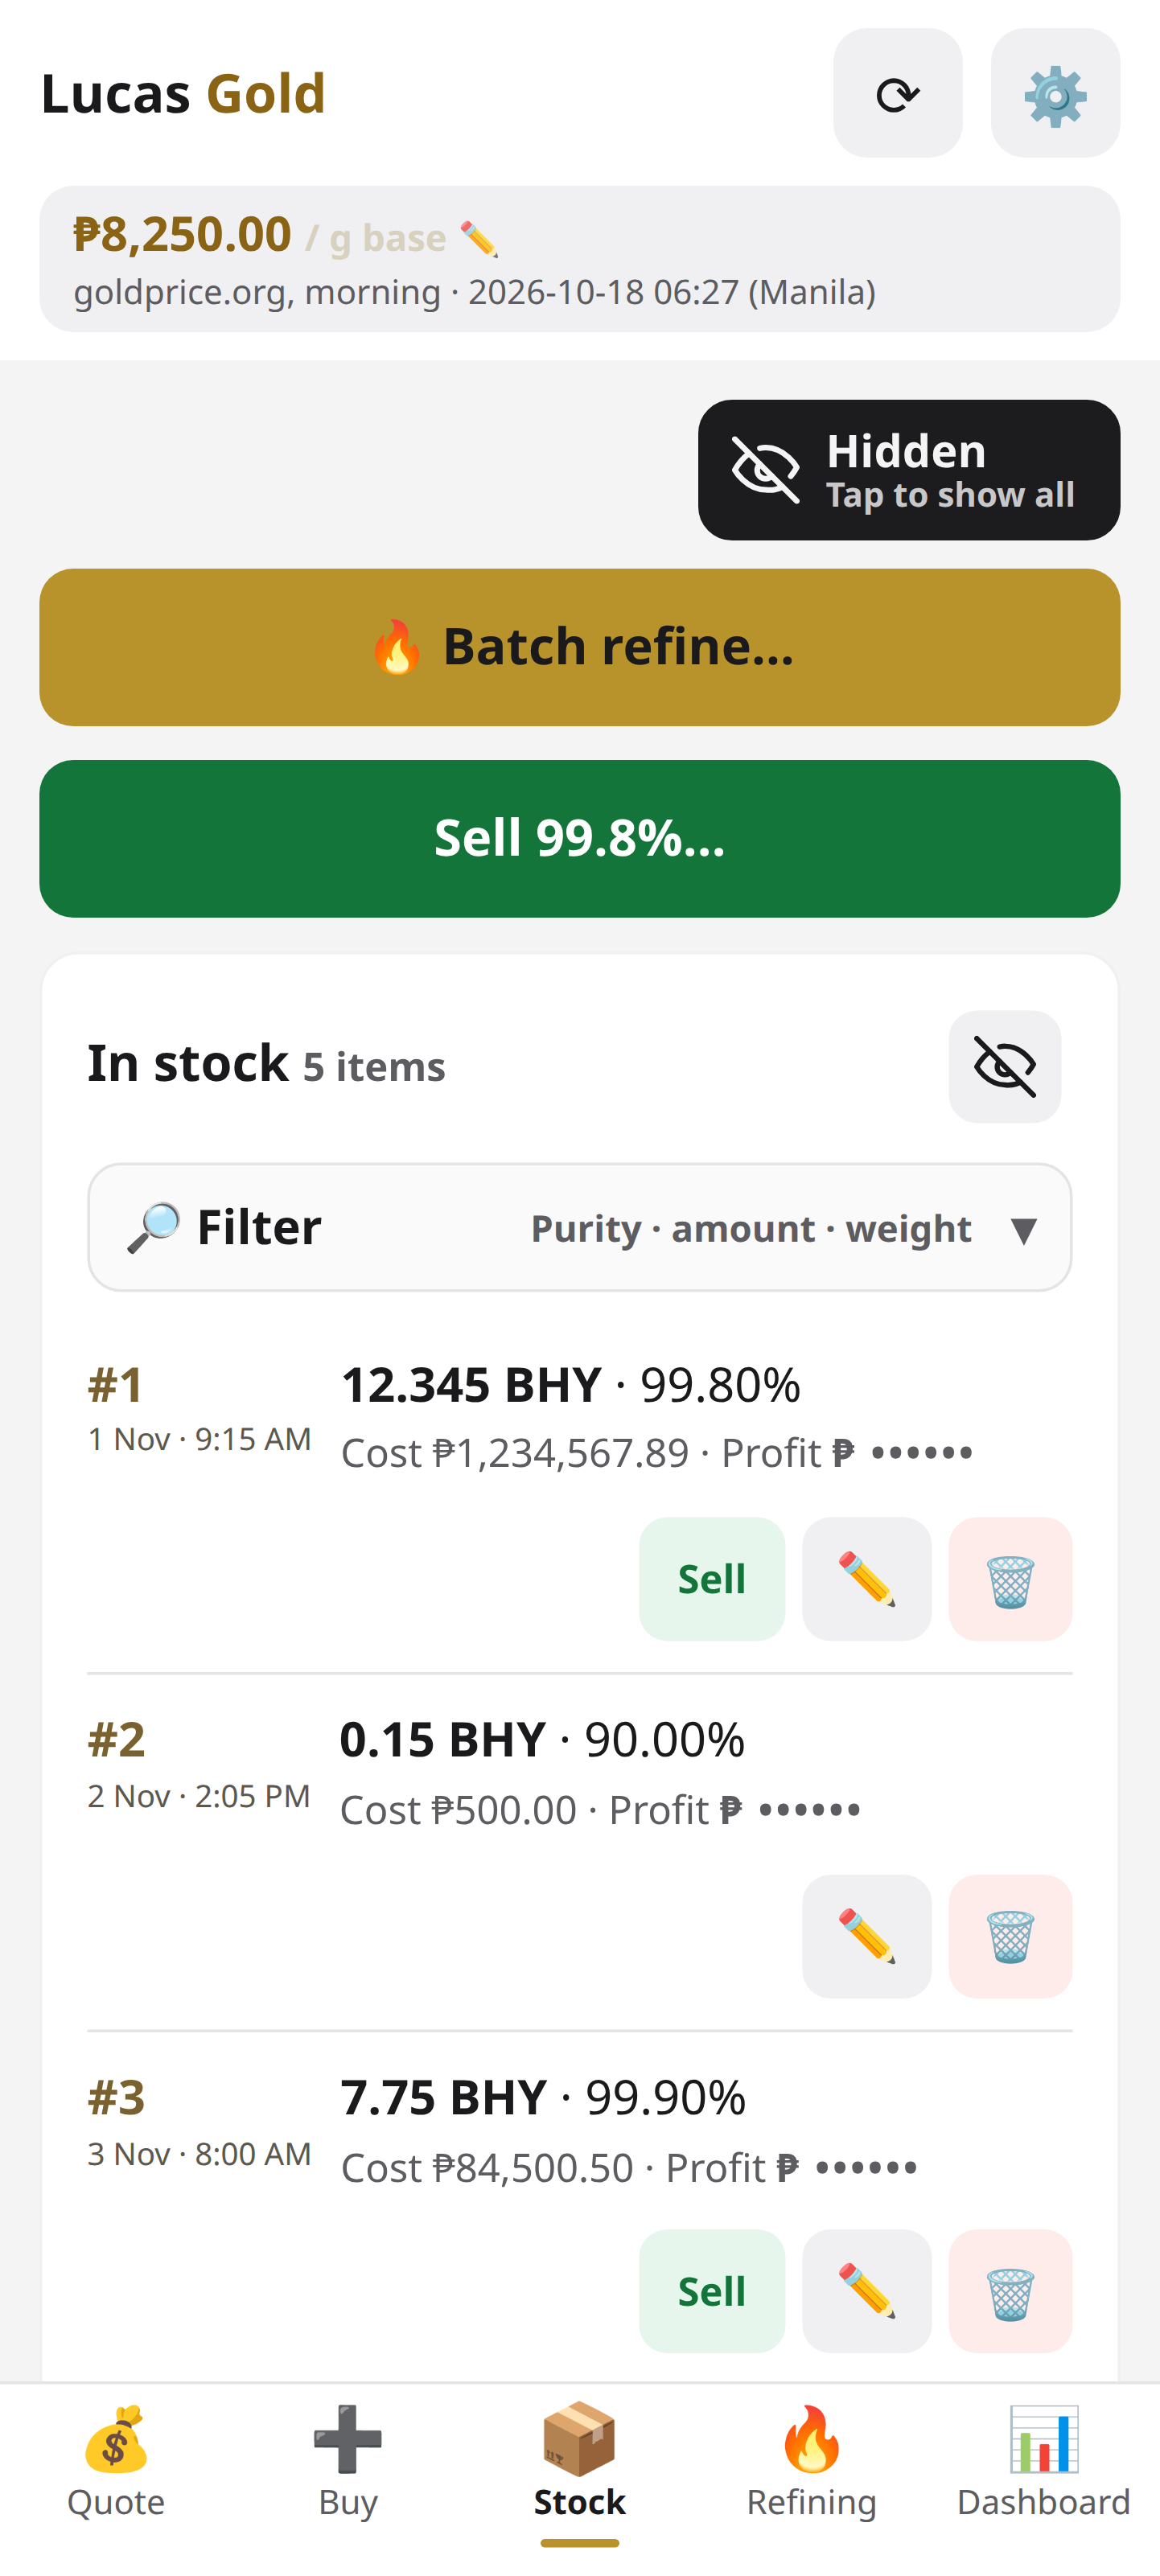 Lucas Gold
₱8,250.00 / g base
goldprice.org, morning · 2026-10-18 06:27 (Manila)
Hidden
Tap to show all
Batch refine...
Sell 99.8%...
In stock 5 items
Filter Purity · amount · weight ▼
#1 12.345 BHY · 99.80%
1 Nov · 9:15 AM Cost ₱1,234,567.89 · Profit ₱ ••••••
Sell
#2 0.15 BHY · 90.00%
2 Nov · 2:05 PM Cost ₱500.00 · Profit ₱ ••••••
#3 7.75 BHY · 99.90%
3 Nov · 8:00 AM Cost ₱84,500.50 · Profit ₱ ••••••
Sell
Quote Buy Stock Refining Dashboard